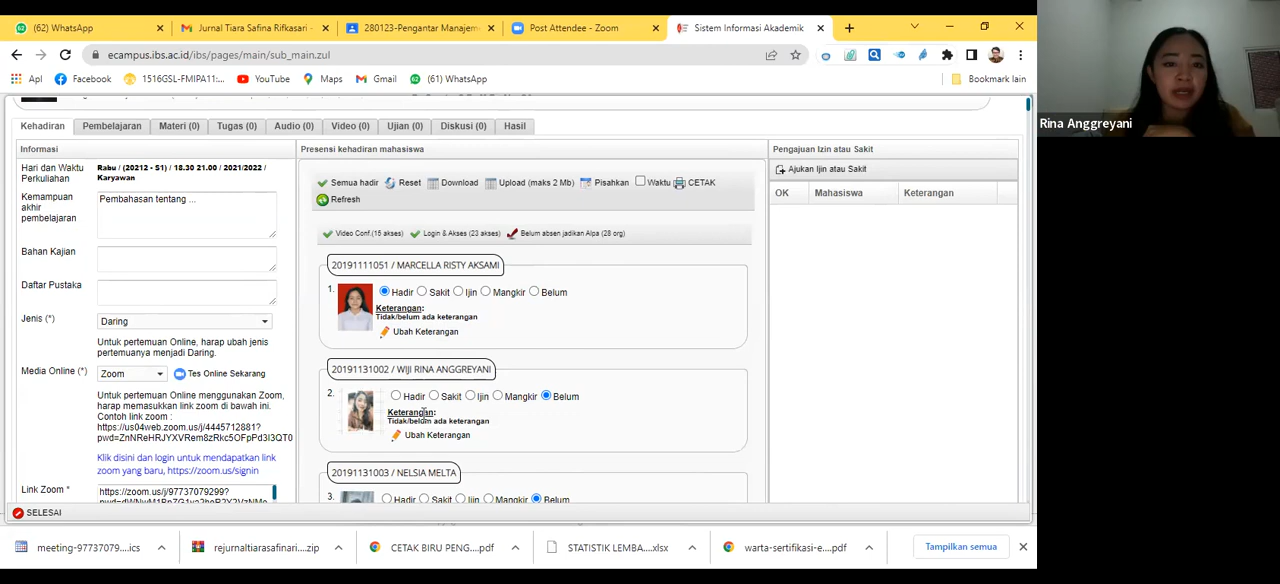 (62) WhatsApp
Jurnal Tiara Safina Rifkasari -
280123-Pengantar Manajem
Post Attendee - Zoom
Sistem Informasi Akademik
ecampus.ibs.ac.id/ibs/pages/main/sub_main.zul
Apl
Facebook
1516GSL-FMIPA11:...
YouTube
Maps
Gmail
(61) WhatsApp
Bookmark lain
Kehadiran
Pembelajaran
Materi (0)
Tugas (0)
Audio (0)
Video (0)
Ujian (0)
Diskusi (0)
Hasil
Informasi
Hari dan Waktu Perkuliahan
Rabu / (20212 - S1) / 18.30 21.00 / 2021/2022 /
Karyawan
Kemampuan
akhir
pembelajaran
Pembahasan tentang ...
Bahan Kajian
Daftar Pustaka
Jenis (*)
Daring
Untuk pertemuan Online, harap ubah jenis
pertemuanya menjadi Daring.
Media Online (*)
Zoom
Tes Online Sekarang
Untuk pertemuan Online menggunakan Zoom,
harap memasukkan link zoom di bawah ini.
Contoh link zoom :
https://us04web.zoom.us/j/4445712881?
pwd=ZnNReHRJYXVRem8zRkc5OFpPd3I3QT0
Klik disini dan login untuk mendapatkan link
zoom yang baru, https://zoom.us/signin
Link Zoom *
https://zoom.us/j/97737079299?
Presensi kehadiran mahasiswa
Semua hadir
Reset
Download
Upload (maks 2 Mb)
Pisahkan
Waktu
CETAK
Refresh
Video Conf.(15 akses)
Login & Akses (23 akses)
Belum absen jadikan Alpa (28 org)
20191111051 / MARCELLA RISTY AKSAMI
1.
Hadir
Sakit
Ijin
Mangkir
Belum
Keterangan:
Tidak/belum ada keterangan
Ubah Keterangan
20191131002 / WIJI RINA ANGGREYANI
2.
Hadir
Sakit
Ijin
Mangkir
Belum
Keterangan:
Tidak/belum ada keterangan
Ubah Keterangan
20191131003 / NELSIA MELTA
3.
Hadir
Sakit
Ijin
Mangkir
Belum
Pengajuan Izin atau Sakit
Ajukan Ijin atau Sakit
OK
Mahasiswa
Keterangan
SELESAI
meeting-97737079....ics
rejurnaltiarasafinari....zip
CETAK BIRU PENG....pdf
STATISTIK LEMBA....xlsx
warta-sertifikasi-e....pdf
Tampilkan semua
Rina Anggreyani